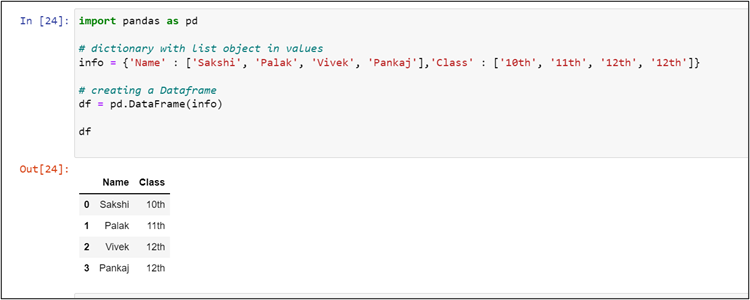 In [24]: import pandas as pd
# dictionary with list object in values
info = {'Name' : ['Sakshi', 'Palak', 'Vivek', 'Pankaj'],'Class' : ['10th', '11th', '12th', '12th']}
# creating a Dataframe
df = pd.DataFrame(info)
df
Out[24]:
Name Class
0 Sakshi 10th
1 Palak 11th
2 Vivek 12th
3 Pankaj 12th